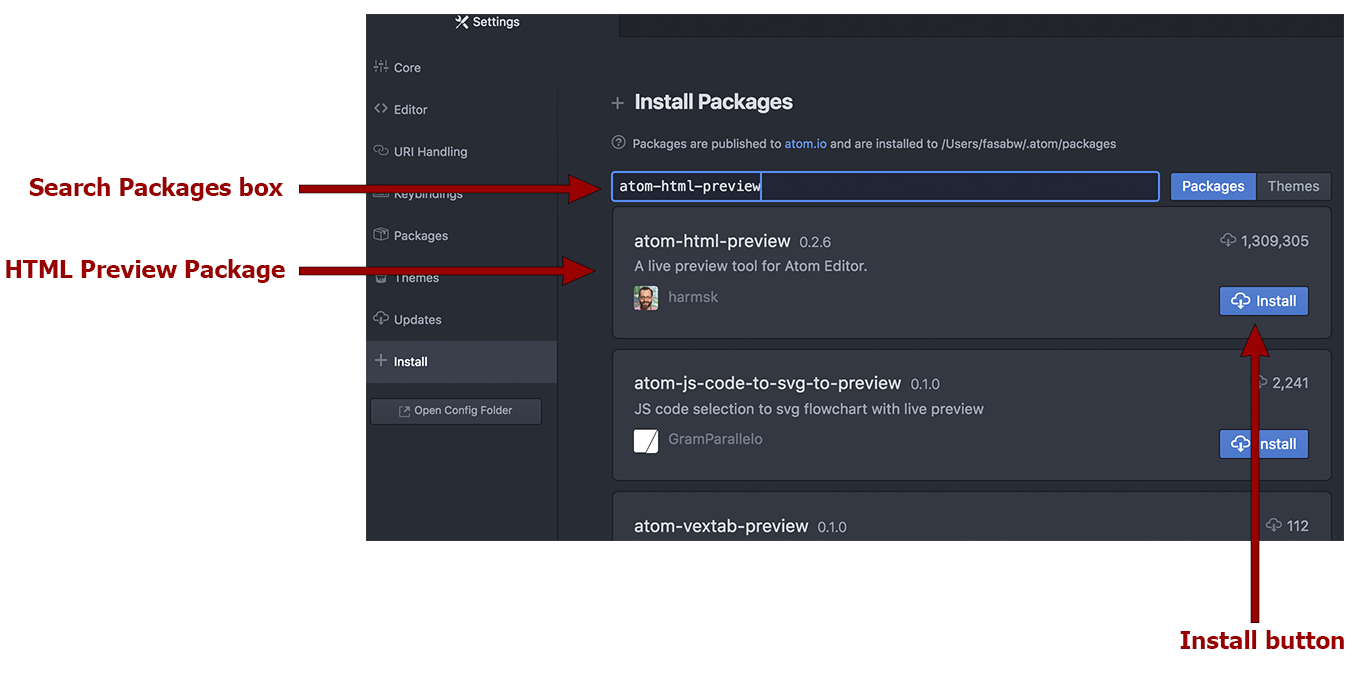 Settings
Core
Editor
URI Handling
Keybindings
Packages
Themes
Updates
Install
Open Config Folder
Install Packages
Packages are published to atom.io and are installed to /Users/fasabw/.atom/packages
atom-html-preview
Packages Themes
atom-html-preview 0.2.6 1,309,305
A live preview tool for Atom Editor.
harmsk
Install
atom-js-code-to-svg-to-preview 0.1.0 2,241
JS code selection to svg flowchart with live preview
GramParallelo
Install
atom-vextab-preview 0.1.0 112
Search Packages box
HTML Preview Package
Install button